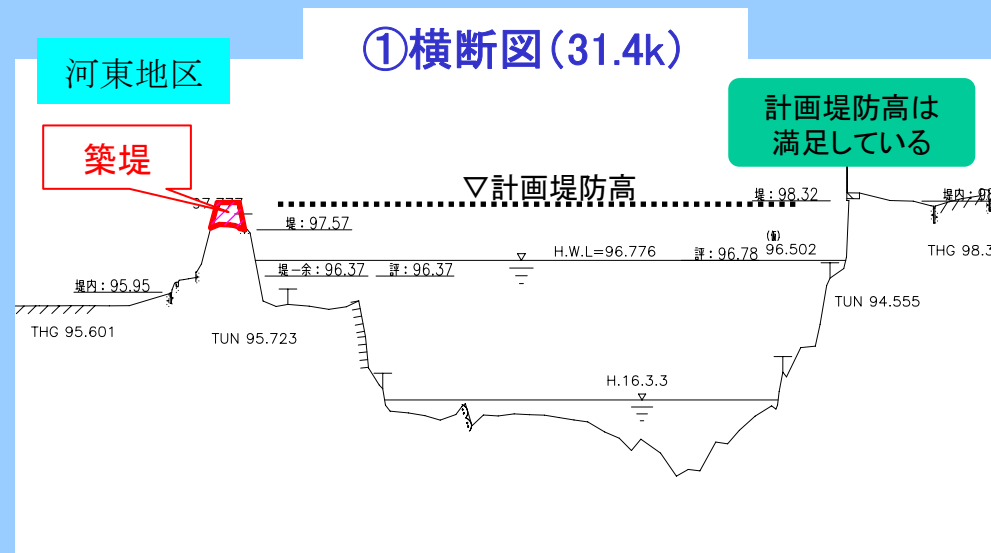 ①横断図(31.4k)
河東地区
計画堤防高は
満足している
築堤
▽計画堤防高
堤:98.32
堤:97.57
H.W.L=96.776
評:96.78
96.502
堤-余:96.37
評:96.37
堤内:95.95
THG 95.601
TUN 95.723
TUN 94.555
THG 98.3
H.16.3.3